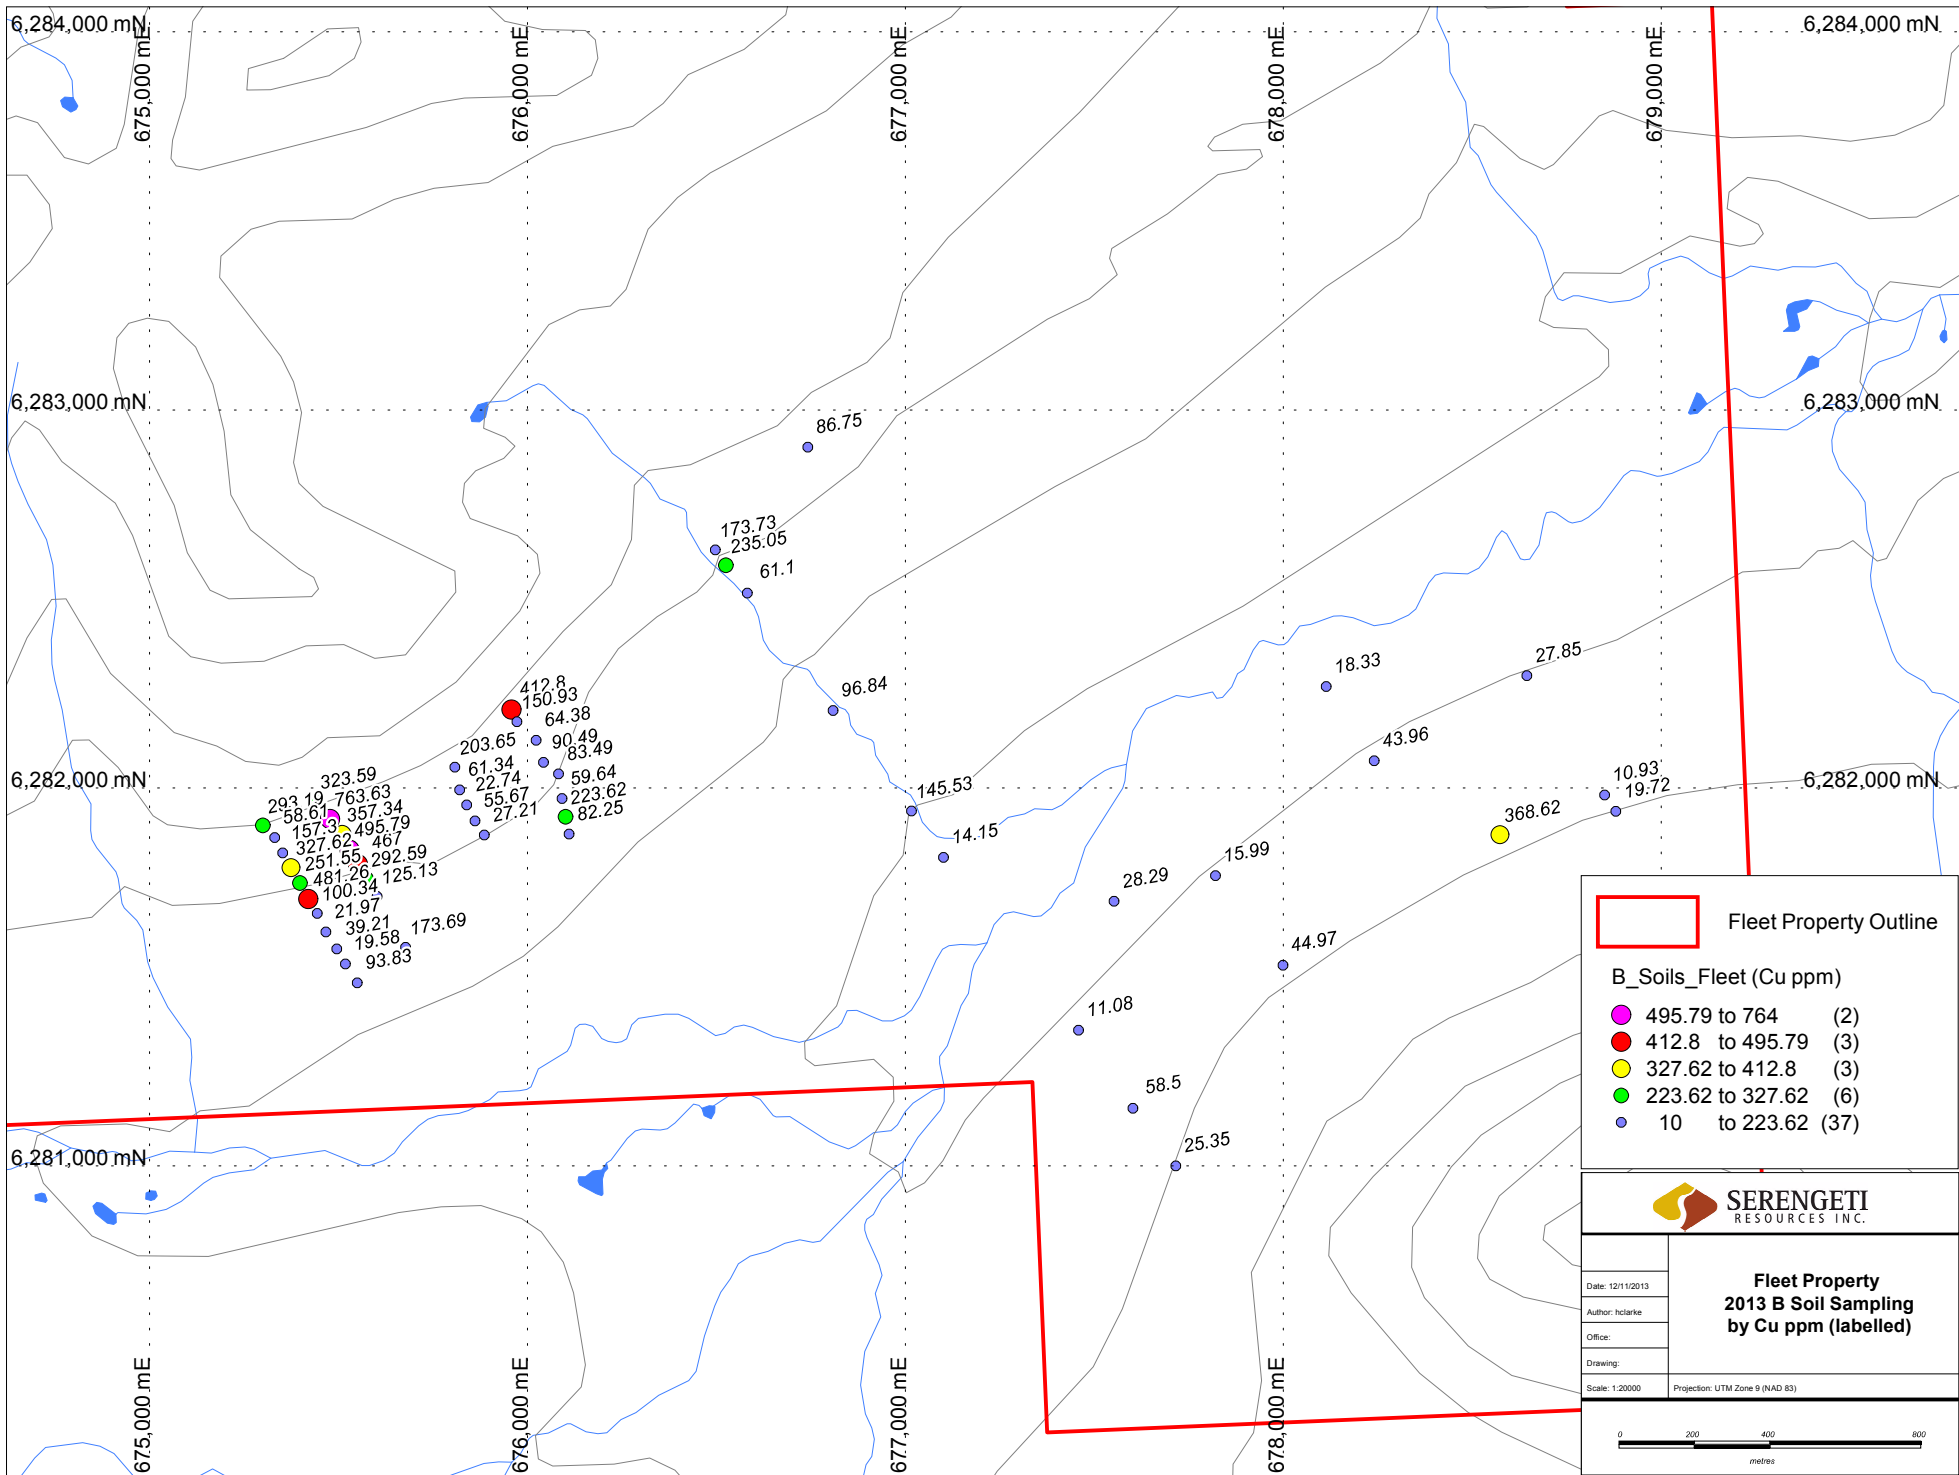 6,284,000 mN
6,284,000 mN
675,000 mE
676,000 mE
677,000 mE
678,000 mE
679,000 mE
6,283,000 mN
6,283,000 mN
86.75
173.73
235.05
61.1
18.33
27.85
412.8
150.93
96.84
64.38
203.65
90.49
83.49
43.96
61.34
6,282,000 mN
6,282,000 mN
323.59
22.74
59.64
10.93
293.19
763.63
55.67
223.62
145.53
19.72
58.61
357.34
27.21
82.25
368.62
157.3
495.79
327.62
467
14.15
251.55
292.59
15.99
481.26
125.13
28.29
100.34
21.97
39.21
173.69
19.58
44.97
93.83
11.08
58.5
25.35
6,281,000 mN
675,000 mE
676,000 mE
677,000 mE
678,000 mE
Fleet Property Outline
B_Soils_Fleet (Cu ppm)
495.79 to 764 (2)
412.8 to 495.79 (3)
327.62 to 412.8 (3)
223.62 to 327.62 (6)
10 to 223.62 (37)
SERENGETI
RESOURCES INC.
Date: 12/11/2013
Author: hclarke
Office:
Drawing:
Scale: 1:20000
Fleet Property
2013 B Soil Sampling
by Cu ppm (labelled)
Projection: UTM Zone 9 (NAD 83)
0 200 400 800
metres